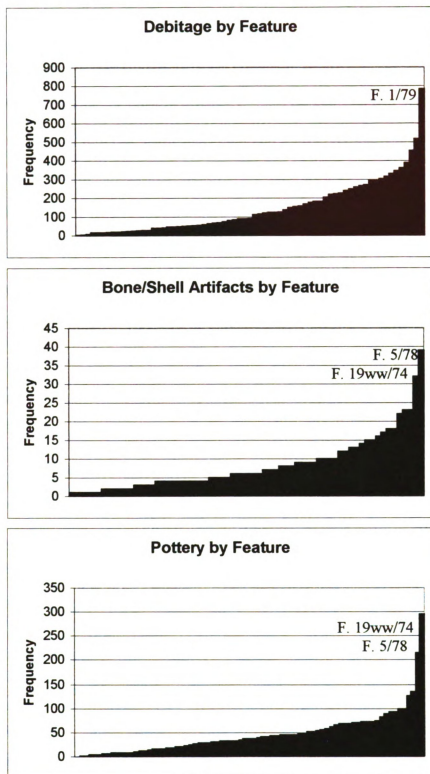 Debitage by Feature
900
800
700
600
500
400
300
200
100
0
Frequency
F. 1/79
Bone/Shell Artifacts by Feature
45
40
35
30
25
20
15
10
5
0
Frequency
F. 5/78
F. 19ww/74
Pottery by Feature
350
300
250
200
150
100
50
0
Frequency
F. 19ww/74
F. 5/78